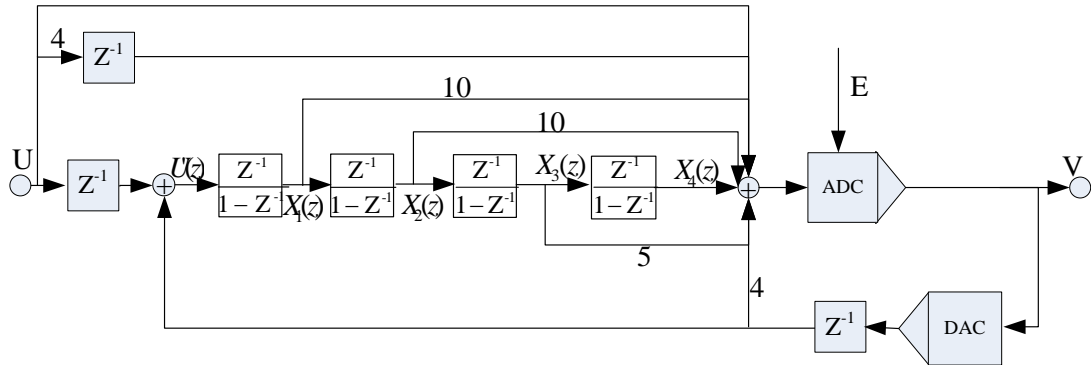 4
Z⁻¹
10
10
E
U
Z⁻¹
+
U'(z)
Z⁻¹
1 − Z⁻¹
X₁(z)
Z⁻¹
1 − Z⁻¹
X₂(z)
Z⁻¹
1 − Z⁻¹
X₃(z)
Z⁻¹
1 − Z⁻¹
X₄(z)
+
ADC
V
5
4
Z⁻¹
DAC